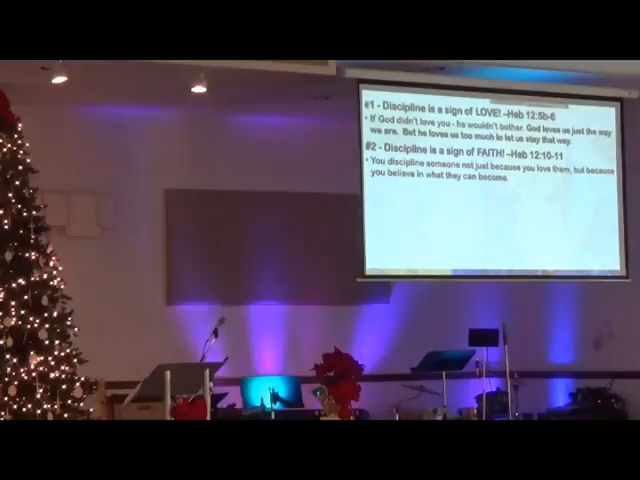 #1 - Discipline is a sign of LOVE! –Heb 12:5b-6
• If God didn't love you - he wouldn't bother. God loves us just the way
we are. But he loves us too much to let us stay that way.
#2 - Discipline is a sign of FAITH! –Heb 12:10-11
• You discipline someone not just because you love them, but because
you believe in what they can become.